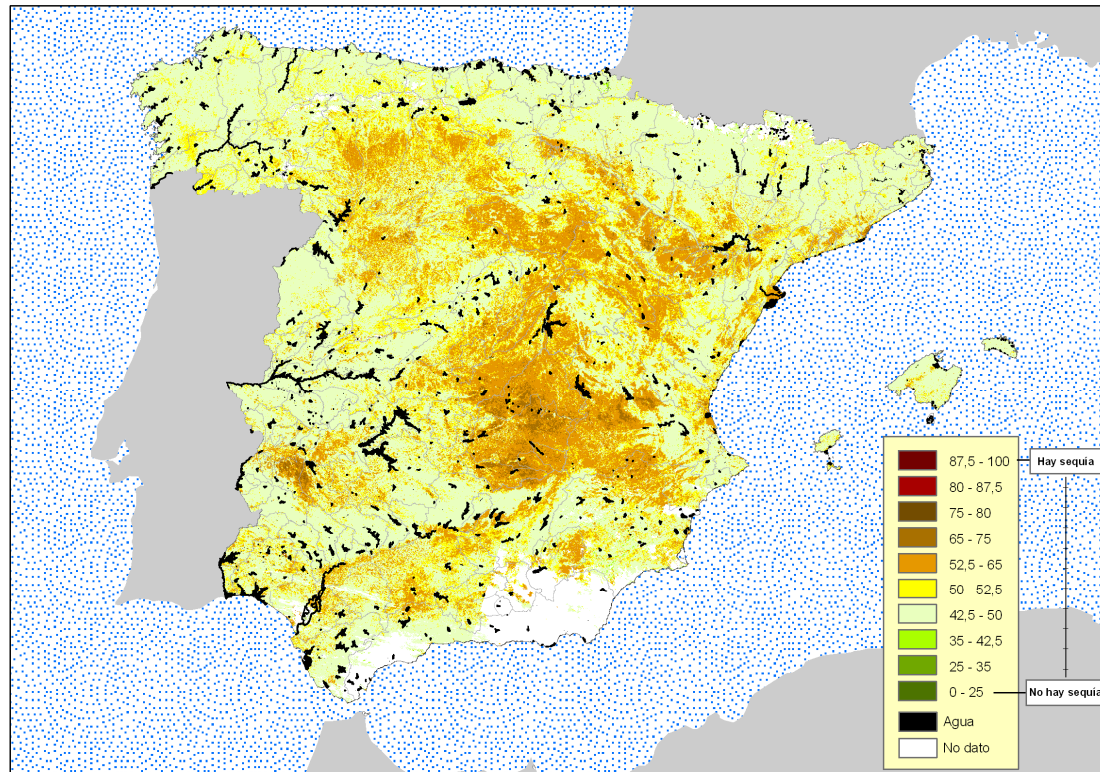 87,5 - 100
Hay sequia
80 - 87,5
75 - 80
65 - 75
52,5 - 65
50 52,5
42,5 - 50
35 - 42,5
25 - 35
0 - 25
No hay sequia
Agua
No dato